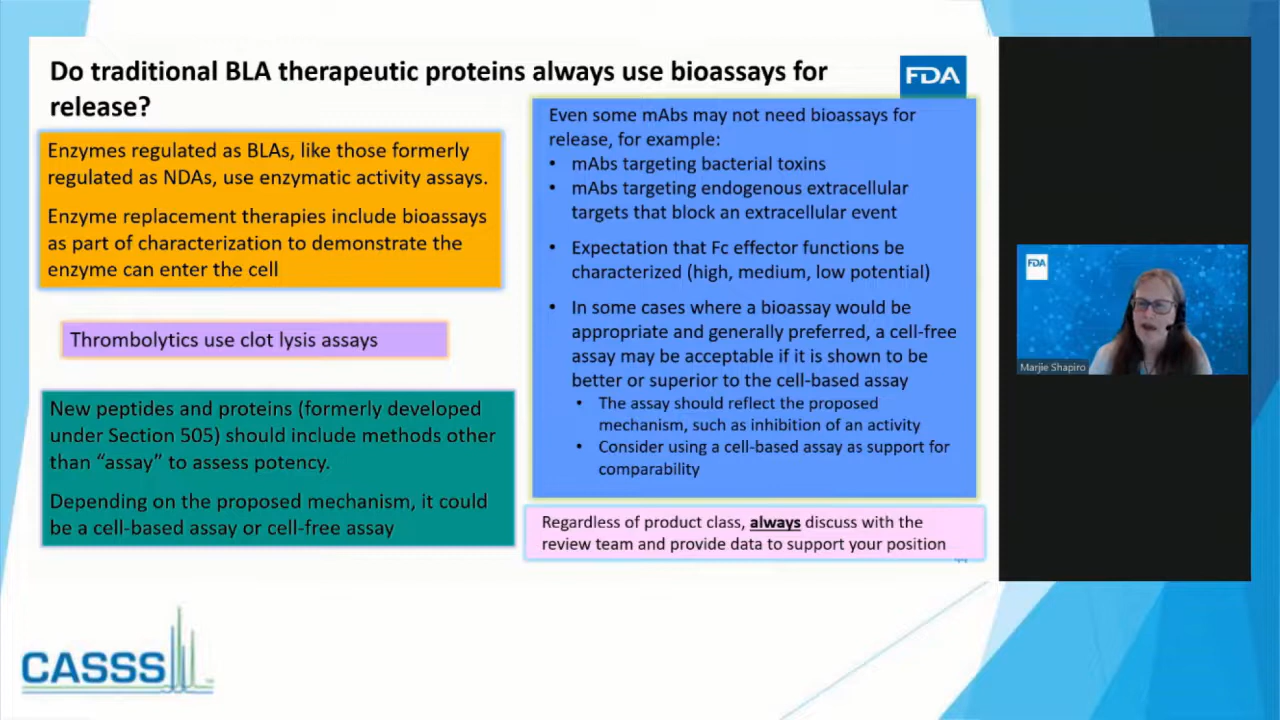 Do traditional BLA therapeutic proteins always use bioassays for
release?
FDA
Enzymes regulated as BLAs, like those formerly
regulated as NDAs, use enzymatic activity assays.
Enzyme replacement therapies include bioassays
as part of characterization to demonstrate the
enzyme can enter the cell
Thrombolytics use clot lysis assays
New peptides and proteins (formerly developed
under Section 505) should include methods other
than “assay” to assess potency.
Depending on the proposed mechanism, it could
be a cell-based assay or cell-free assay
Even some mAbs may not need bioassays for
release, for example:
• mAbs targeting bacterial toxins
• mAbs targeting endogenous extracellular
targets that block an extracellular event
• Expectation that Fc effector functions be
characterized (high, medium, low potential)
• In some cases where a bioassay would be
appropriate and generally preferred, a cell-free
assay may be acceptable if it is shown to be
better or superior to the cell-based assay
• The assay should reflect the proposed
mechanism, such as inhibition of an activity
• Consider using a cell-based assay as support for
comparability
Regardless of product class, always discuss with the
review team and provide data to support your position
FDA
Marjie Shapiro
CASSS